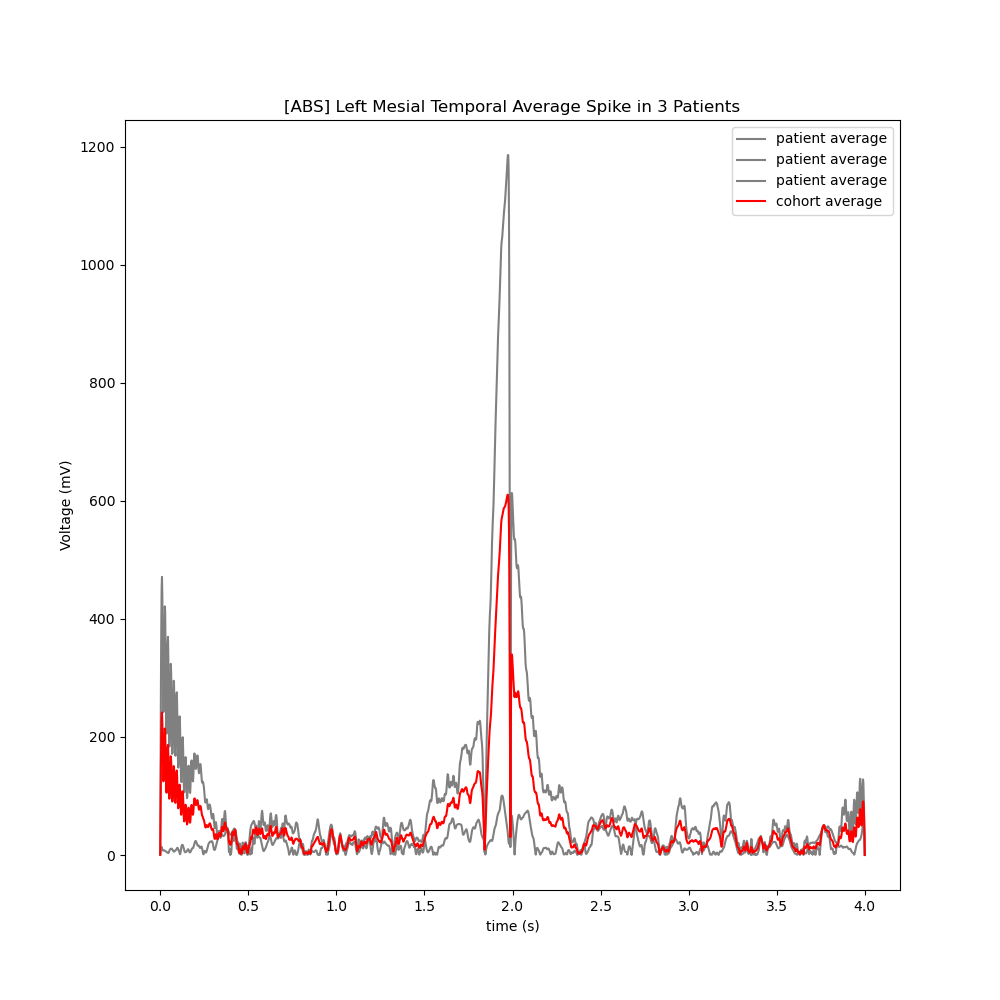 [ABS] Left Mesial Temporal Average Spike in 3 Patients
patient average
patient average
patient average
cohort average
Voltage (mV)
1200
1000
800
600
400
200
0
0.0 0.5 1.0 1.5 2.0 2.5 3.0 3.5 4.0
time (s)